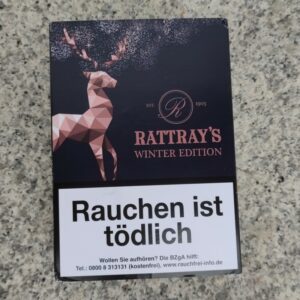 EST. R 1903
RATTRAY'S
WINTER EDITION
Rauchen ist
tödlich
Wollen Sie aufhören? Die BZgA hilft:
Tel.: 0800 8 313131 (kostenfrei), www.rauchfrei-info.de